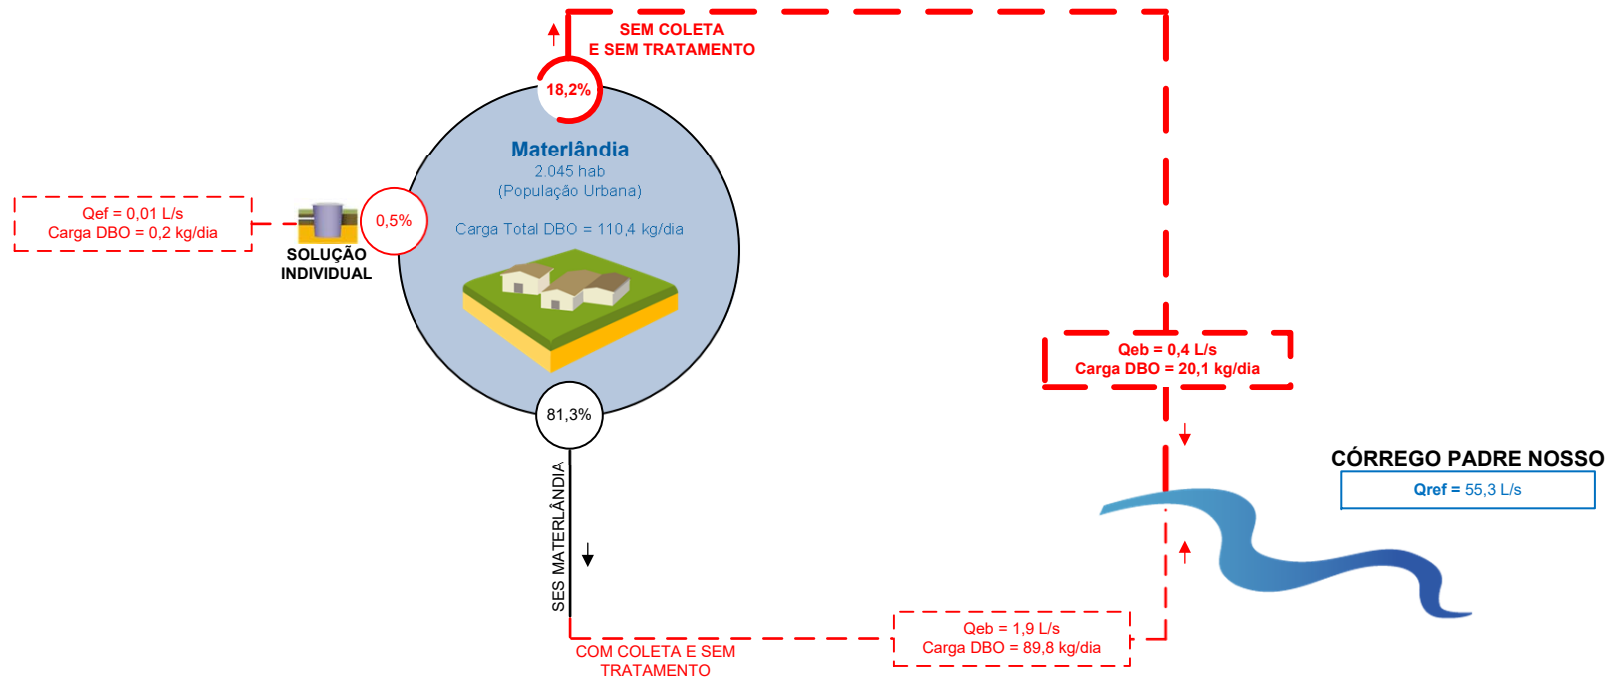 SEM COLETA
E SEM TRATAMENTO
18,2%
Materlândia
2.045 hab
(População Urbana)
Carga Total DBO = 110,4 kg/dia
Qef = 0,01 L/s
Carga DBO = 0,2 kg/dia
0,5%
SOLUÇÃO
INDIVIDUAL
81,3%
SES MATERLÂNDIA
Qeb = 0,4 L/s
Carga DBO = 20,1 kg/dia
CÓRREGO PADRE NOSSO
Qref = 55,3 L/s
Qeb = 1,9 L/s
Carga DBO = 89,8 kg/dia
COM COLETA E SEM
TRATAMENTO